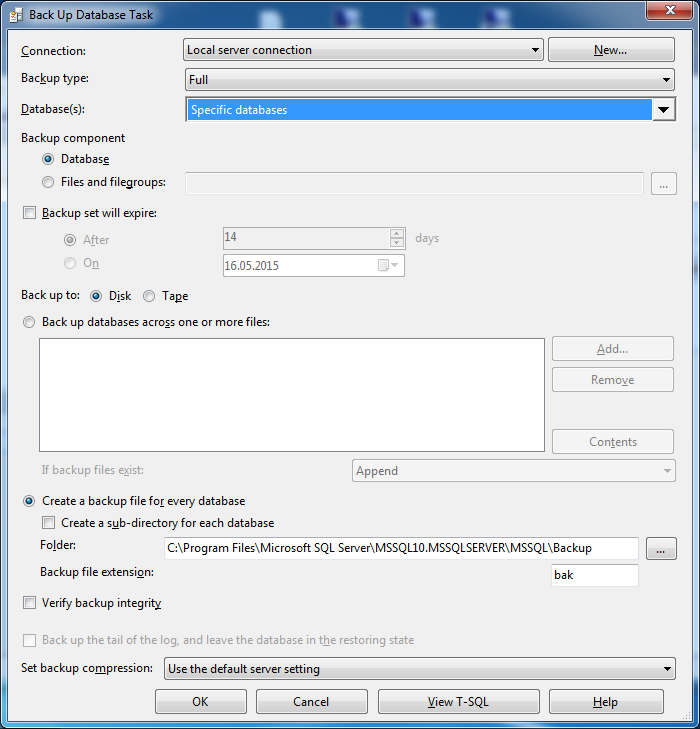 Back Up Database Task
Connection: Local server connection New...
Backup type: Full
Database(s): Specific databases
Backup component
Database
Files and filegroups: ...
Backup set will expire:
After 14 days
On 16.05.2015
Back up to: Disk Tape
Back up databases across one or more files:
Add...
Remove
Contents
If backup files exist: Append
Create a backup file for every database
Create a sub-directory for each database
Folder: C:\Program Files\Microsoft SQL Server\MSSQL10.MSSQLSERVER\MSSQL\Backup ...
Backup file extension: bak
Verify backup integrity
Back up the tail of the log, and leave the database in the restoring state
Set backup compression: Use the default server setting
OK Cancel View T-SQL Help